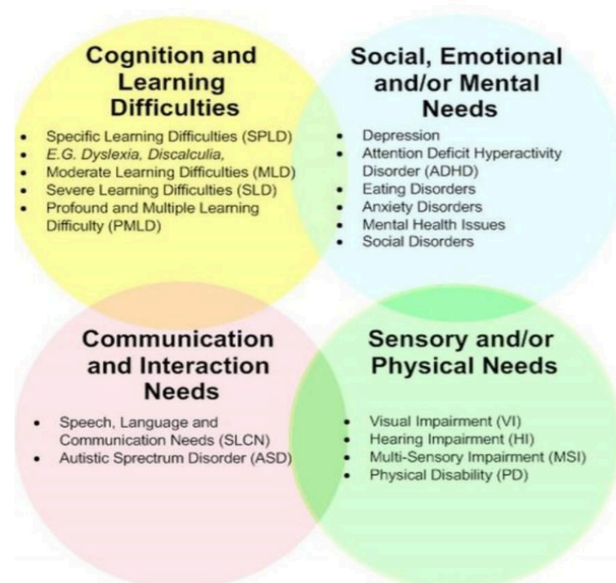 Cognition and
Learning
Difficulties
• Specific Learning Difficulties (SPLD)
• E.G. Dyslexia, Discalculia,
• Moderate Learning Difficulties (MLD)
• Severe Learning Difficulties (SLD)
• Profound and Multiple Learning
Difficulty (PMLD)
Social, Emotional
and/or Mental
Needs
• Depression
• Attention Deficit Hyperactivity
Disorder (ADHD)
• Eating Disorders
• Anxiety Disorders
• Mental Health Issues
• Social Disorders
Communication
and Interaction
Needs
• Speech, Language and
Communication Needs (SLCN)
• Autistic Sprectrum Disorder (ASD)
Sensory and/or
Physical Needs
• Visual Impairment (VI)
• Hearing Impairment (HI)
• Multi-Sensory Impairment (MSI)
• Physical Disability (PD)